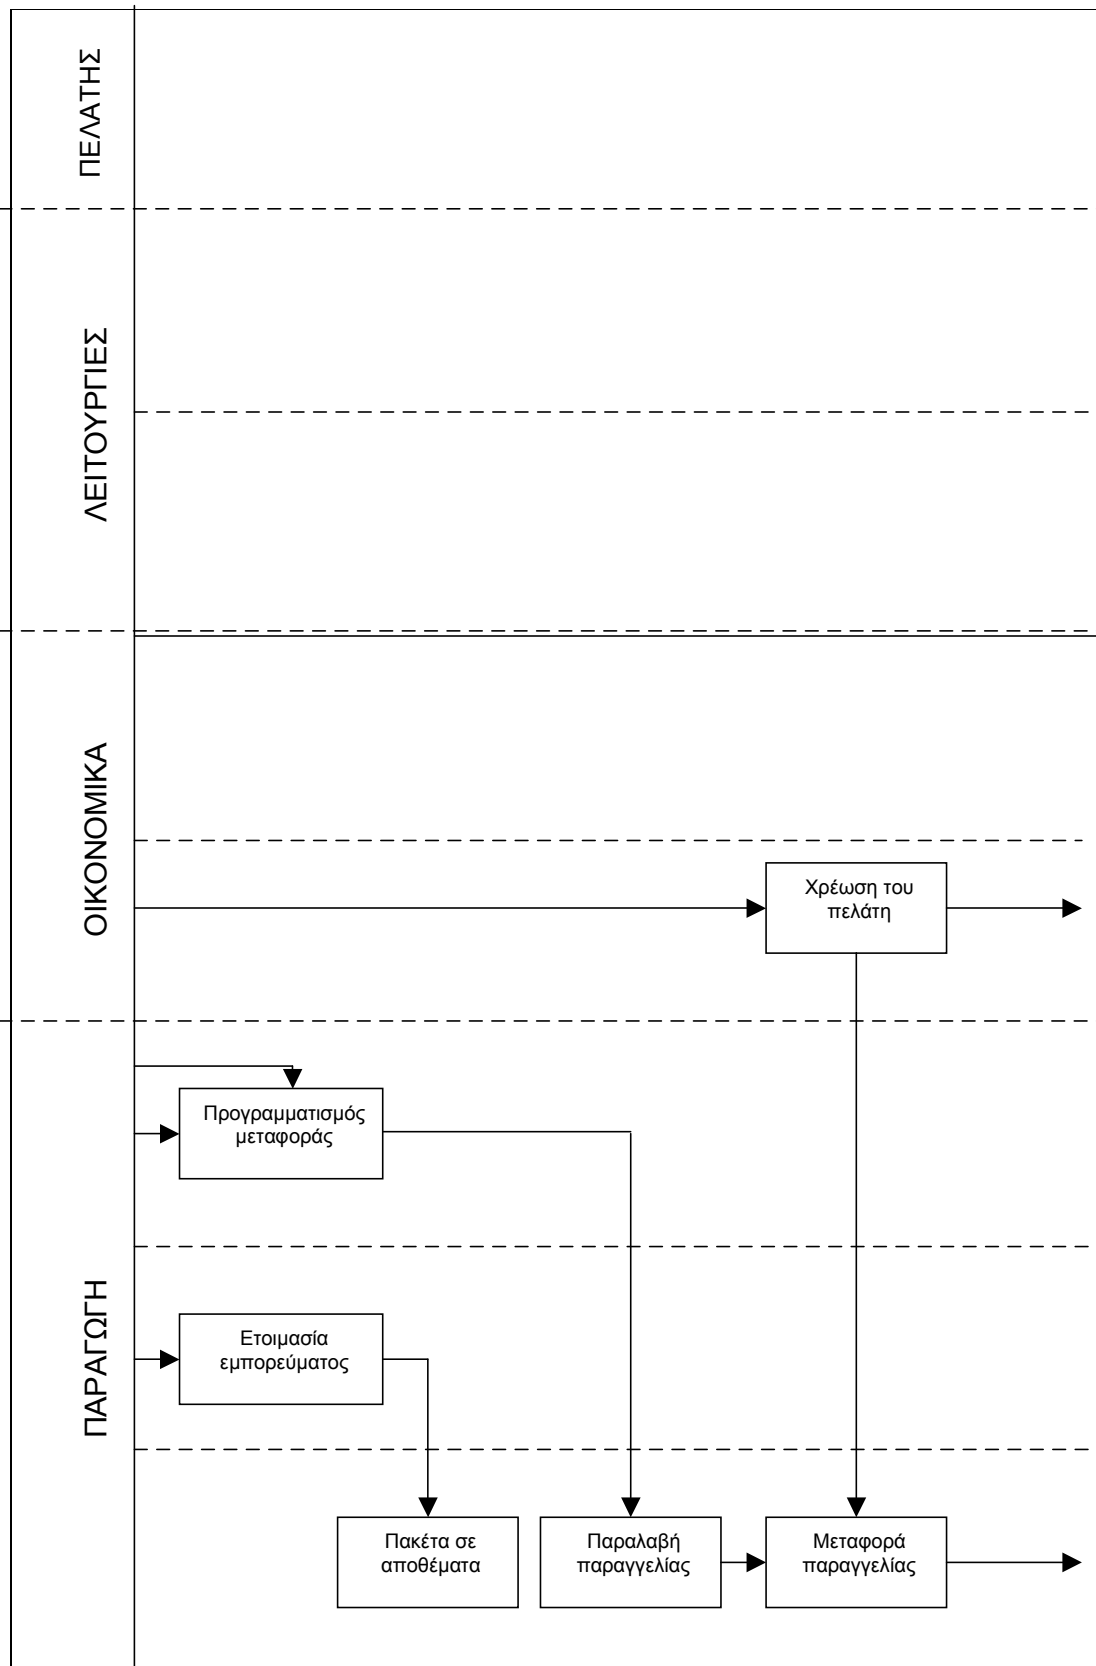 ΠΕΛΑΤΗΣ
ΛΕΙΤΟΥΡΓΙΕΣ
ΟΙΚΟΝΟΜΙΚΑ
Χρέωση του
πελάτη
ΠΑΡΑΓΩΓΗ
Προγραμματισμός
μεταφοράς
Ετοιμασία
εμπορεύματος
Πακέτα σε
αποθέματα
Παραλαβή
παραγγελίας
Μεταφορά
παραγγελίας